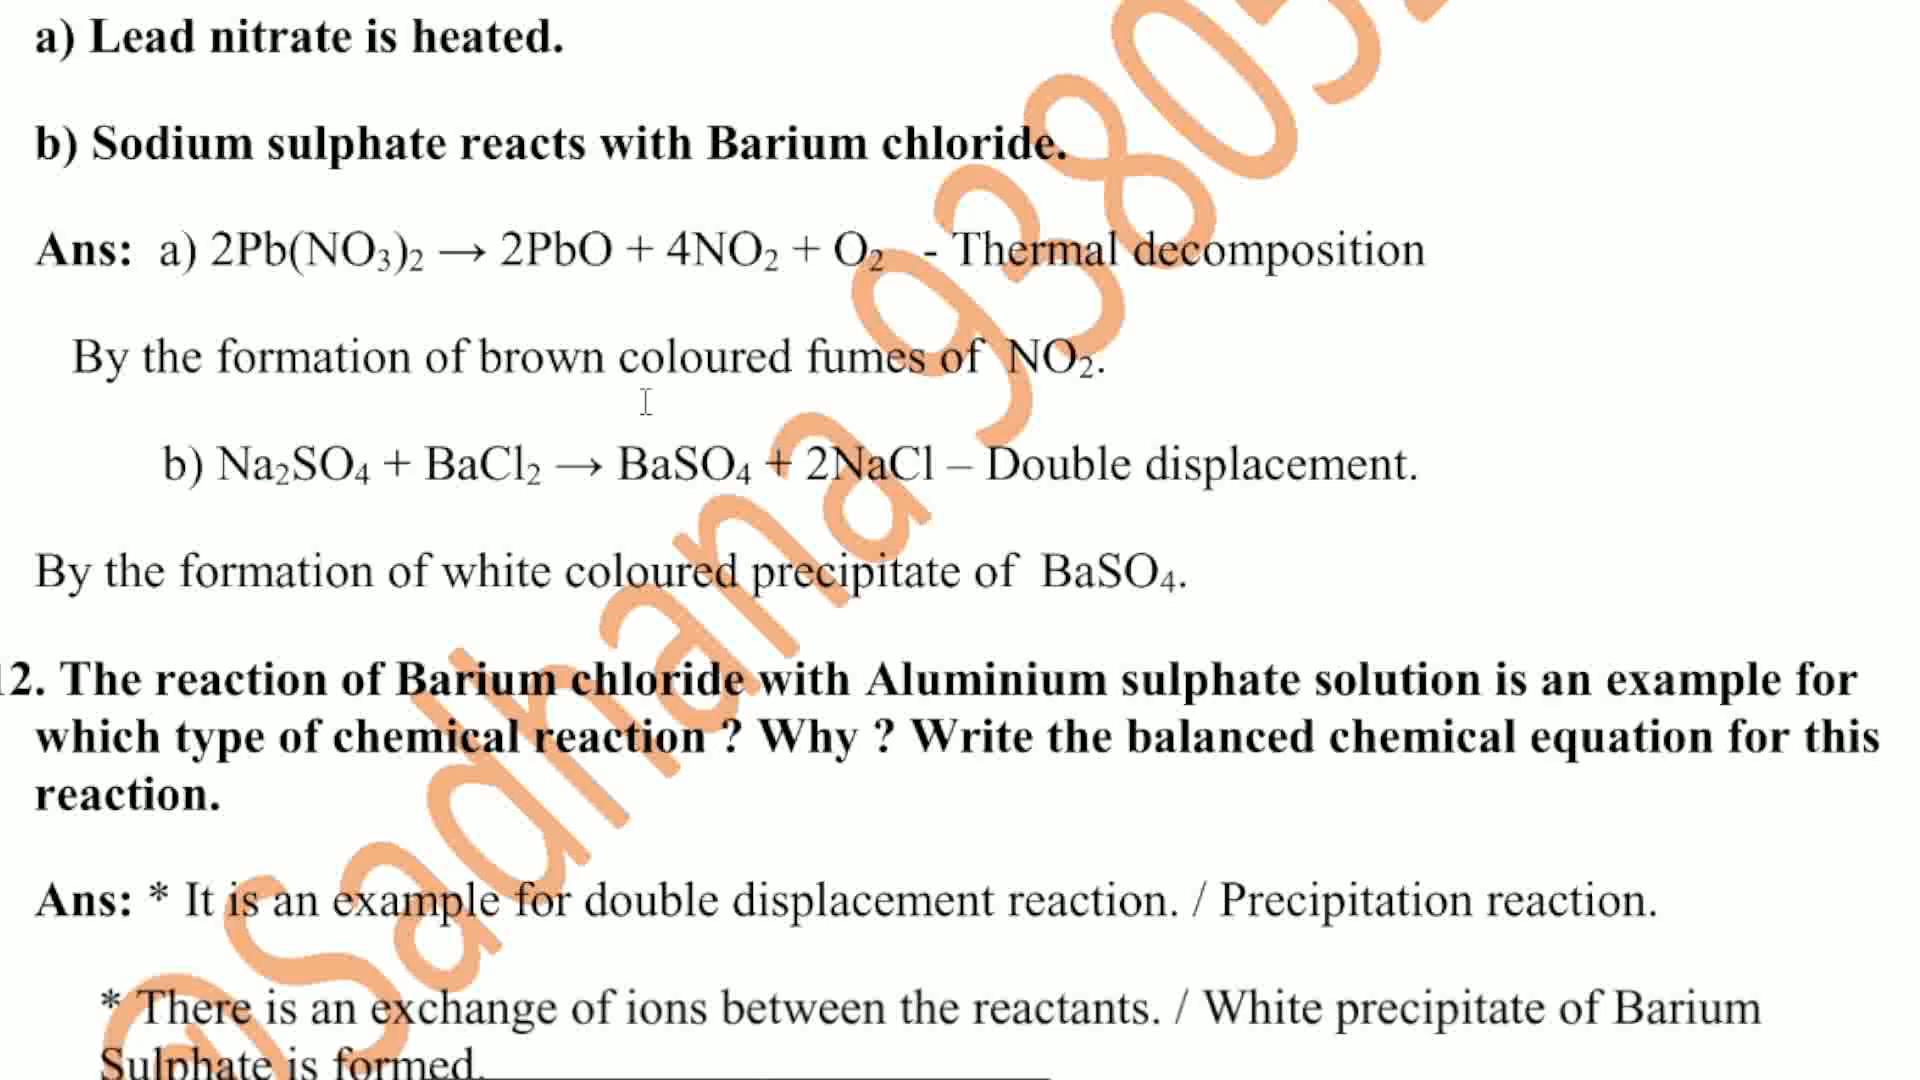 a) Lead nitrate is heated.
b) Sodium sulphate reacts with Barium chloride.
Ans: a) 2Pb(NO₃)₂ → 2PbO + 4NO₂ + O₂ - Thermal decomposition
By the formation of brown coloured fumes of NO₂.
b) Na₂SO₄ + BaCl₂ → BaSO₄ + 2NaCl – Double displacement.
By the formation of white coloured precipitate of BaSO₄.
12. The reaction of Barium chloride with Aluminium sulphate solution is an example for
which type of chemical reaction ? Why ? Write the balanced chemical equation for this
reaction.
Ans: * It is an example for double displacement reaction. / Precipitation reaction.
* There is an exchange of ions between the reactants. / White precipitate of Barium
Sulphate is formed.
@Sadhana 9380